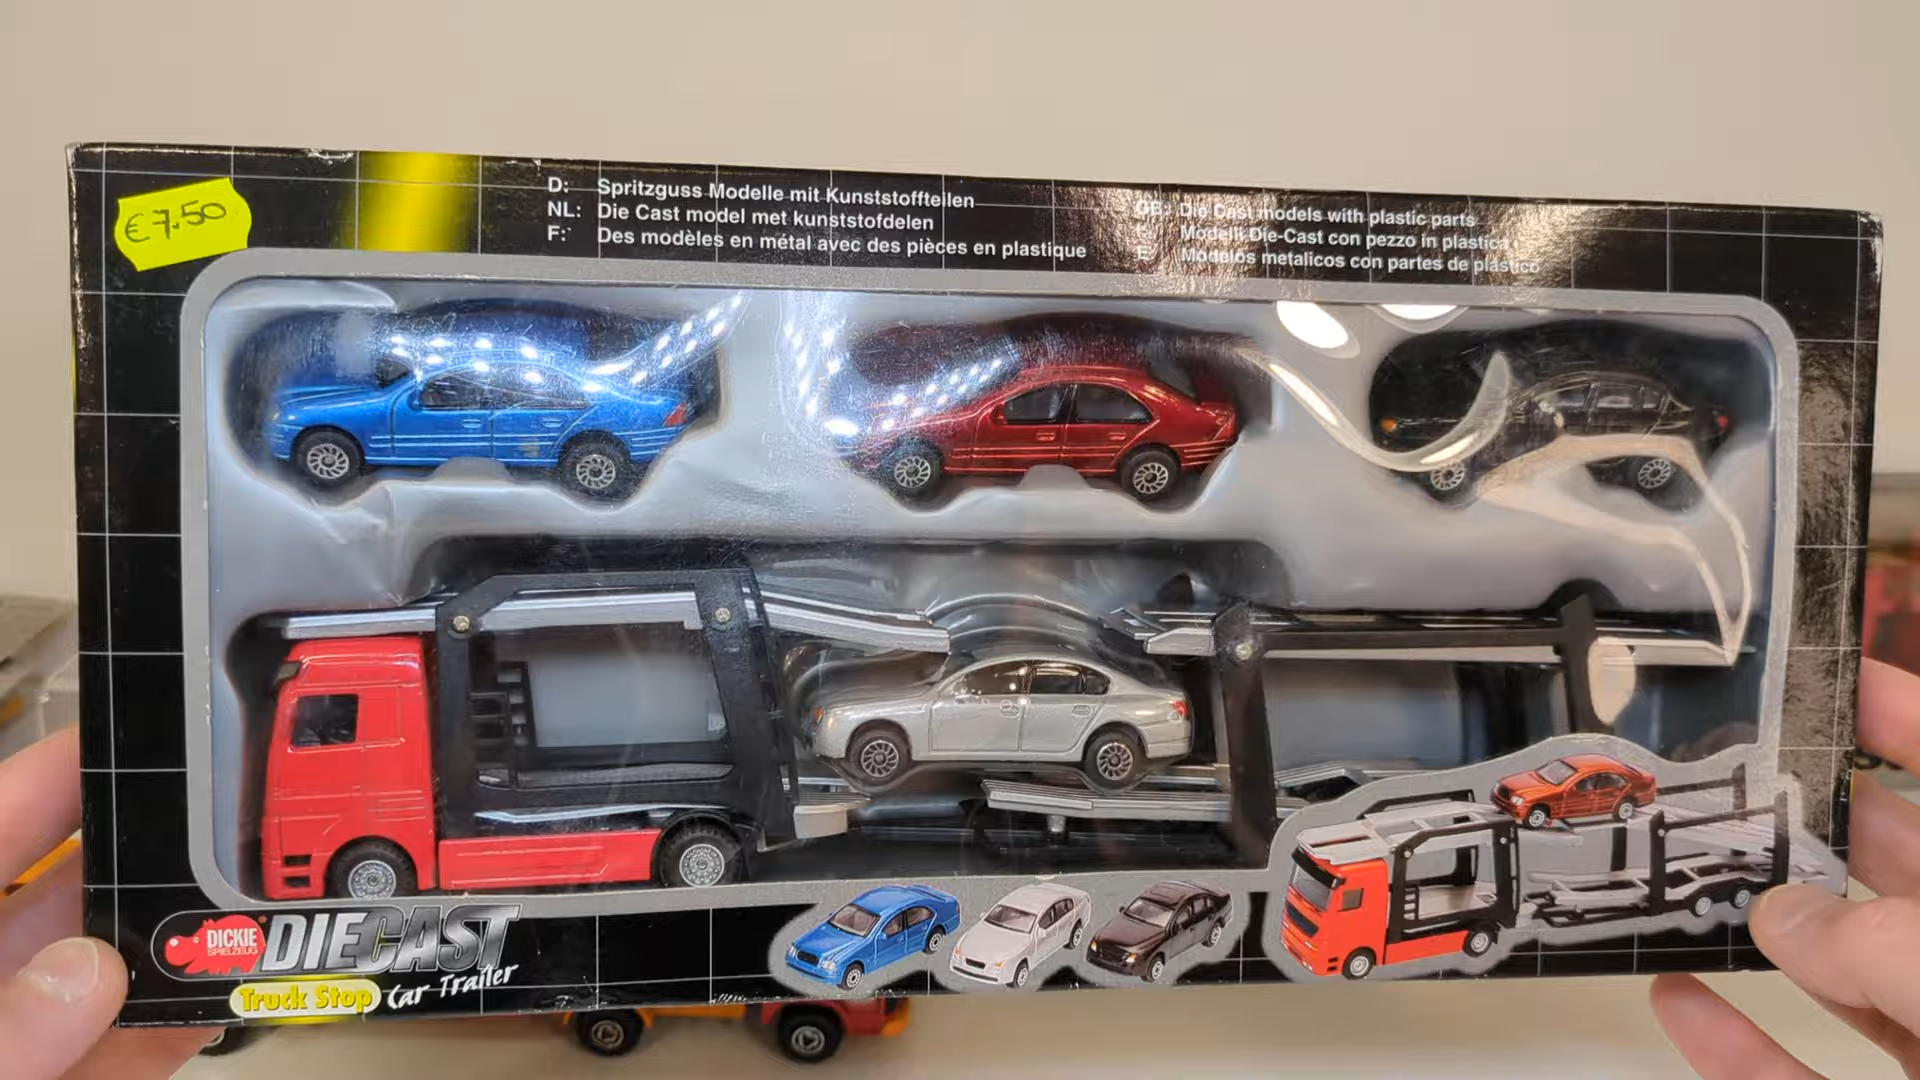 €7.50
D: Spritzguss Modelle mit Kunststoffteilen
NL: Die Cast model met kunststofdelen
F: Des modèles en métal avec des pièces en plastique
GB: Die Cast models with plastic parts
I: Modelli Die-Cast con pezzo in plastica
E: Modelos metalicos con partes de plastico
DICKIE
SPIELZEUG
DIECAST
Truck Stop Car Trailer